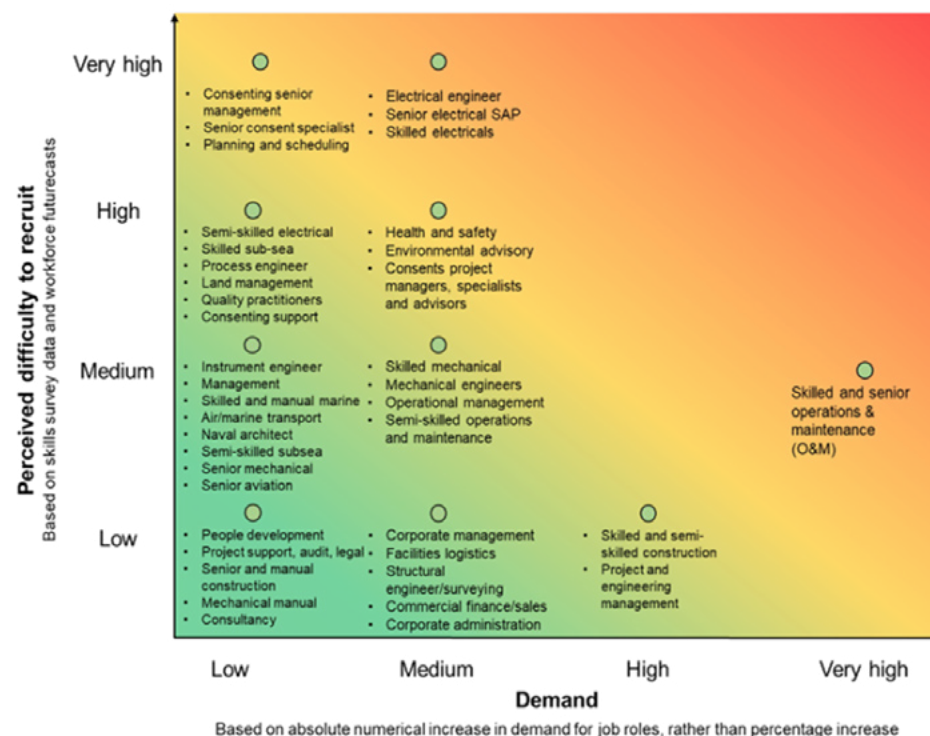 Perceived difficulty to recruit
Based on skills survey data and workforce futurecasts
Very high
• Consenting senior
management
• Senior consent specialist
• Planning and scheduling
• Electrical engineer
• Senior electrical SAP
• Skilled electricals
High
• Semi-skilled electrical
• Skilled sub-sea
• Process engineer
• Land management
• Quality practitioners
• Consenting support
• Health and safety
• Environmental advisory
• Consents project
managers, specialists
and advisors
Medium
• Instrument engineer
• Management
• Skilled and manual marine
• Air/marine transport
• Naval architect
• Semi-skilled subsea
• Senior mechanical
• Senior aviation
• Skilled mechanical
• Mechanical engineers
• Operational management
• Semi-skilled operations
and maintenance
Skilled and senior
operations &
maintenance
(O&M)
Low
• People development
• Project support, audit, legal
• Senior and manual
construction
• Mechanical manual
• Consultancy
• Corporate management
• Facilities logistics
• Structural
engineer/surveying
• Commercial finance/sales
• Corporate administration
• Skilled and semi-
skilled construction
• Project and
engineering
management
Low
Medium
High
Very high
Demand
Based on absolute numerical increase in demand for job roles, rather than percentage increase